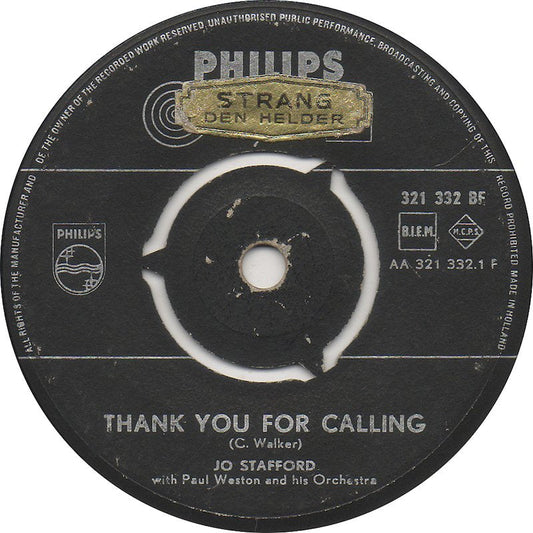 ALL RIGHTS OF THE MANUFACTURER AND OF THE OWNER OF THE RECORDED WORK RESERVED. UNAUTHORISED PUBLIC PERFORMANCE, BROADCASTING AND COPYING OF THIS RECORD PROHIBITED MADE IN HOLLAND
PHILIPS
STRANG
DEN HELDER
321 332 BF
PHILIPS
B.I.E.M.
M.C.P.S.
AA 321 332.1 F
THANK YOU FOR CALLING
(C. Walker)
JO STAFFORD
with Paul Weston and his Orchestra